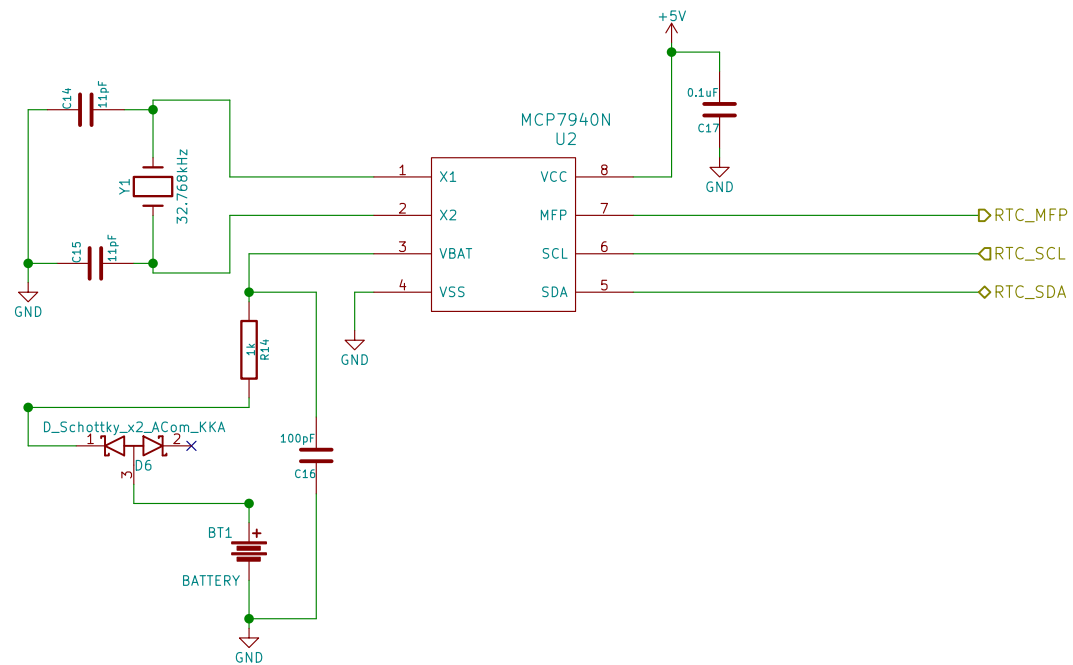 +5V
C14
11pF
0.1uF
C17
GND
MCP7940N
U2
Y1
32.768kHz
1
X1
VCC
8
2
X2
MFP
7
RTC_MFP
C15
11pF
3
VBAT
SCL
6
RTC_SCL
4
VSS
SDA
5
RTC_SDA
GND
GND
1k
R14
D_Schottky_x2_ACom_KKA
1
2
D6
3
100pF
C16
BT1
+
BATTERY
GND